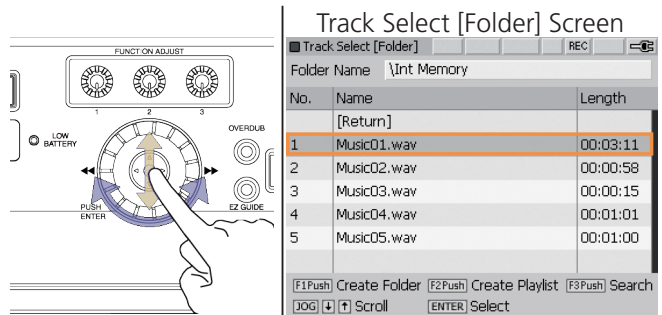 FUNCTION ADJUST
1 2 3
LOW
BATTERY
OVERDUB
PUSH
ENTER
EZ GUIDE
Track Select [Folder] Screen
Track Select [Folder] REC
Folder Name \Int Memory
No. Name Length
[Return]
1 Music01.wav 00:03:11
2 Music02.wav 00:00:58
3 Music03.wav 00:00:15
4 Music04.wav 00:01:01
5 Music05.wav 00:01:00
F1Push Create Folder F2Push Create Playlist F3Push Search
JOG Scroll ENTER Select